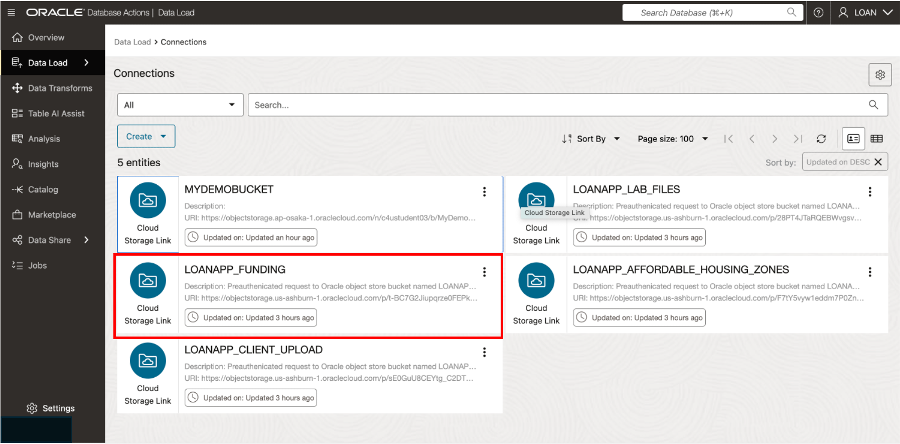 ORACLE Database Actions | Data Load
Search Database (⌘+K)
LOAN
Overview
Data Load
Data Transforms
Table AI Assist
Analysis
Insights
Catalog
Marketplace
Data Share
Jobs
Settings
Data Load > Connections
Connections
All
Search...
Create
Sort By
Page size: 100
5 entities
Sort by: Updated on DESC
Cloud
Storage Link
MYDEMOBUCKET
Description:
URI: https://objectstorage.ap-osaka-1.oraclecloud.com/n/c4ustudent03/b/MyDemo...
Updated on: Updated an hour ago
Cloud Storage Link
Cloud
Storage Link
LOANAPP_LAB_FILES
Description: Preauthenicated request to Oracle object store bucket named LOANA...
URI: https://objectstorage.us-ashburn-1.oraclecloud.com/p/28PT4JTaRQEBWvgsv...
Updated on: Updated 3 hours ago
Cloud
Storage Link
LOANAPP_FUNDING
Description: Preauthenicated request to Oracle object store bucket named LOANAP...
URI: https://objectstorage.us-ashburn-1.oraclecloud.com/p/t-BC7G2Jiupqrze0FEPk...
Updated on: Updated 3 hours ago
Cloud
Storage Link
LOANAPP_AFFORDABLE_HOUSING_ZONES
Description: Preauthenicated request to Oracle object store bucket named LOANA...
URI: https://objectstorage.us-ashburn-1.oraclecloud.com/p/F7tY5vyw1eddm7P0Zn...
Updated on: Updated 3 hours ago
Cloud
Storage Link
LOANAPP_CLIENT_UPLOAD
Description: Preauthenicated request to Oracle object store bucket named LOANAP...
URI: https://objectstorage.us-ashburn-1.oraclecloud.com/p/sE0GuU8CEYtg_C2DT...
Updated on: Updated 3 hours ago